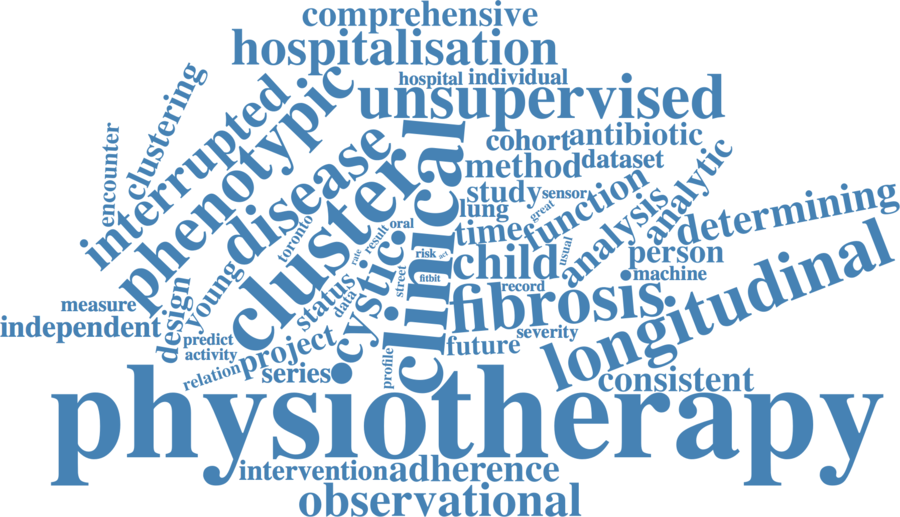 comprehensive
hospitalisation
hospital
individual
unsupervised
clustering
interrupted
phenotypic
encounter
disease
cluster
clinical
cohort
antibiotic
method
dataset
study
sensor
analytic
lung
great
function
analysis
determining
time
usual
person
toronto
oral
result
rate
risk
act
child
machine
fitbit
street
record
young
status
data
cystic
fibrosis
longitudinal
measure
design
independent
predict
activity
project
severity
future
profile
relation
series
consistent
physiotherapy
intervention
adherence
observational